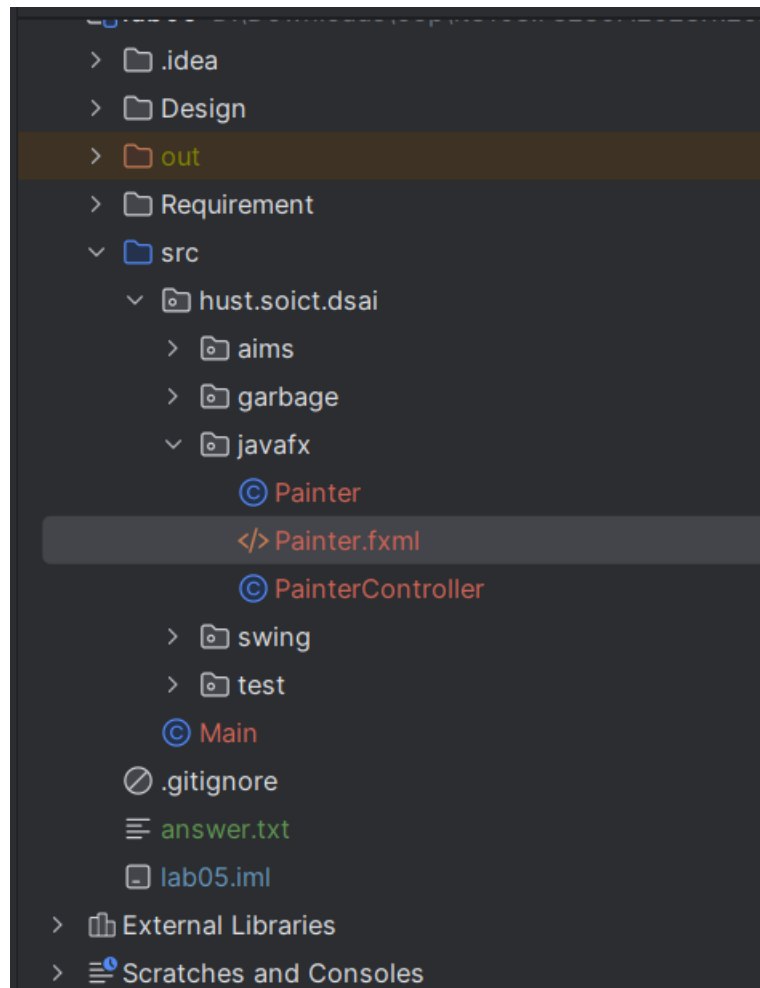 .idea
Design
out
Requirement
src
hust.soict.dsai
aims
garbage
javafx
Painter
Painter.fxml
PainterController
swing
test
Main
.gitignore
answer.txt
lab05.iml
External Libraries
Scratches and Consoles